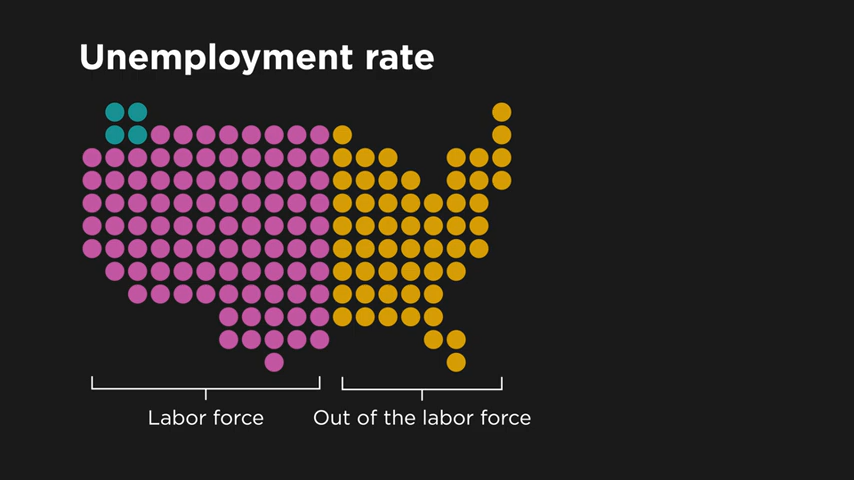 Unemployment rate
Labor force
Out of the labor force